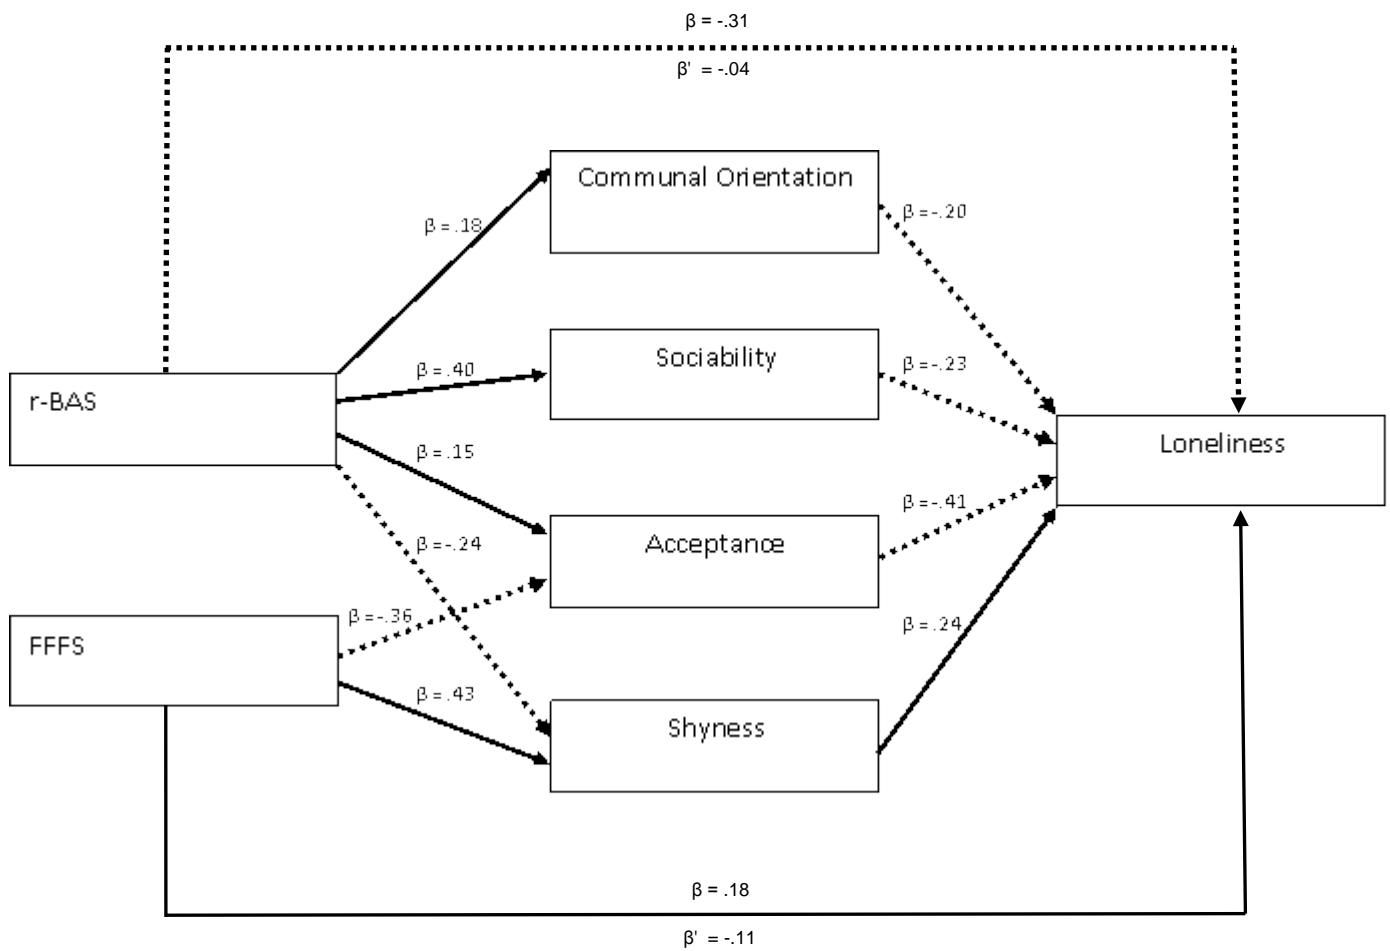 β = -.31
β' = -.04
Communal Orientation
β = .18
β = -.20
Sociability
β = .40
β = -.23
r-BAS
Loneliness
β = .15
β = -.41
Acceptance
β = -.24
β = -.36
FFFS
β = .24
β = .43
Shyness
β = .18
β' = -.11